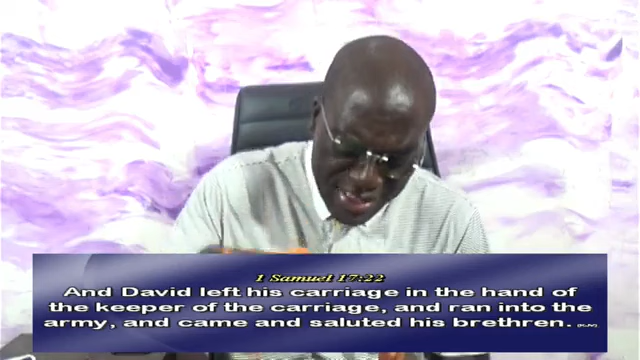 1 Samuel 17:22
And David left his carriage in the hand of
the keeper of the carriage, and ran into the
army, and came and saluted his brethren. (KJV)